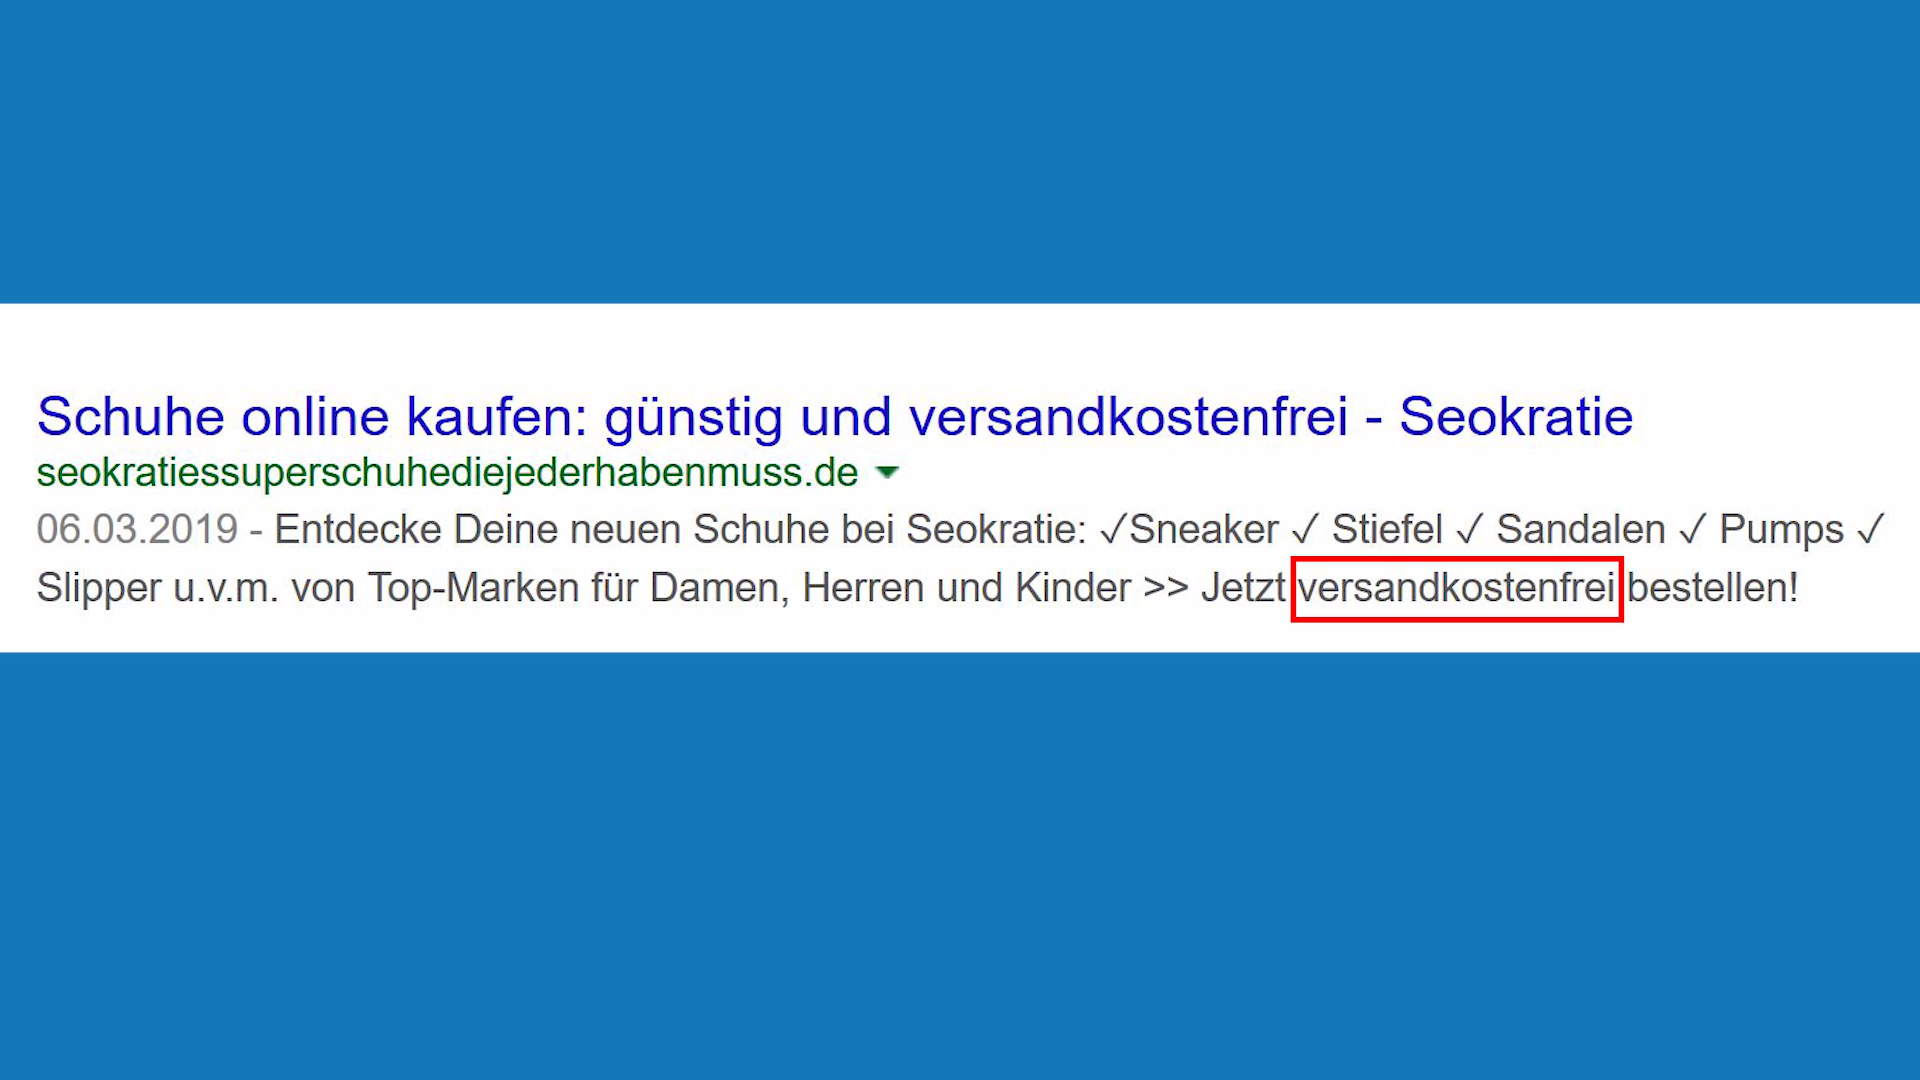 Schuhe online kaufen: günstig und versandkostenfrei - Seokratie
seokratiessuperschuhediejederhabenmuss.de
06.03.2019 - Entdecke Deine neuen Schuhe bei Seokratie: ✓Sneaker ✓ Stiefel ✓ Sandalen ✓ Pumps ✓
Slipper u.v.m. von Top-Marken für Damen, Herren und Kinder >> Jetzt versandkostenfrei bestellen!